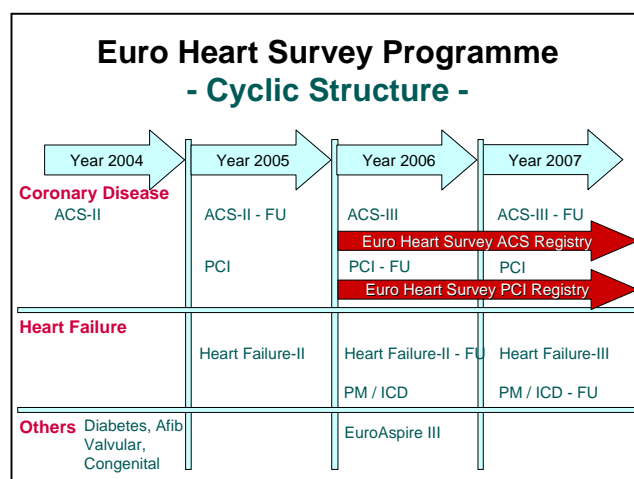 Euro Heart Survey Programme
- Cyclic Structure -
Year 2004 Year 2005 Year 2006 Year 2007
Coronary Disease
ACS-II ACS-II - FU ACS-III ACS-III - FU
Euro Heart Survey ACS Registry
PCI PCI - FU PCI
Euro Heart Survey PCI Registry
Heart Failure
Heart Failure-II Heart Failure-II - FU Heart Failure-III
PM / ICD PM / ICD - FU
Others Diabetes, Afib EuroAspire III
Valvular,
Congenital